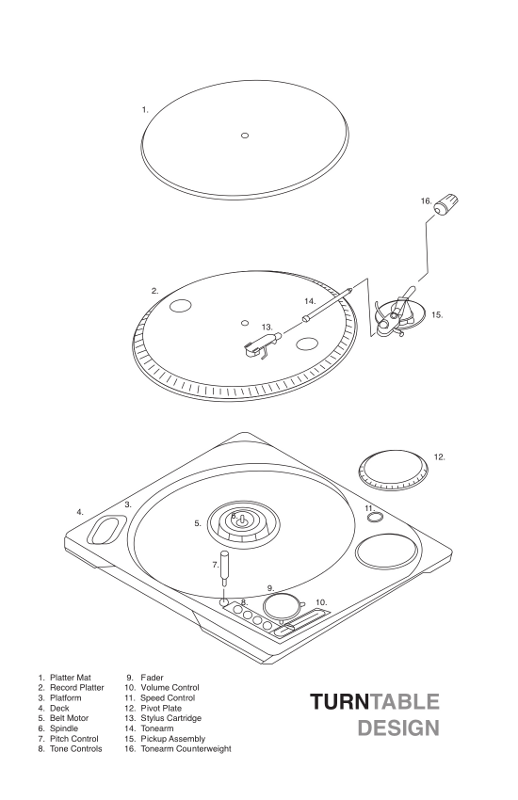 1.
16.
2.
14.
15.
13.
12.
3.
11.
4.
6.
5.
7.
9.
8.
10.
1. Platter Mat
2. Record Platter
3. Platform
4. Deck
5. Belt Motor
6. Spindle
7. Pitch Control
8. Tone Controls
9. Fader
10. Volume Control
11. Speed Control
12. Pivot Plate
13. Stylus Cartridge
14. Tonearm
15. Pickup Assembly
16. Tonearm Counterweight
TURNTABLE
DESIGN